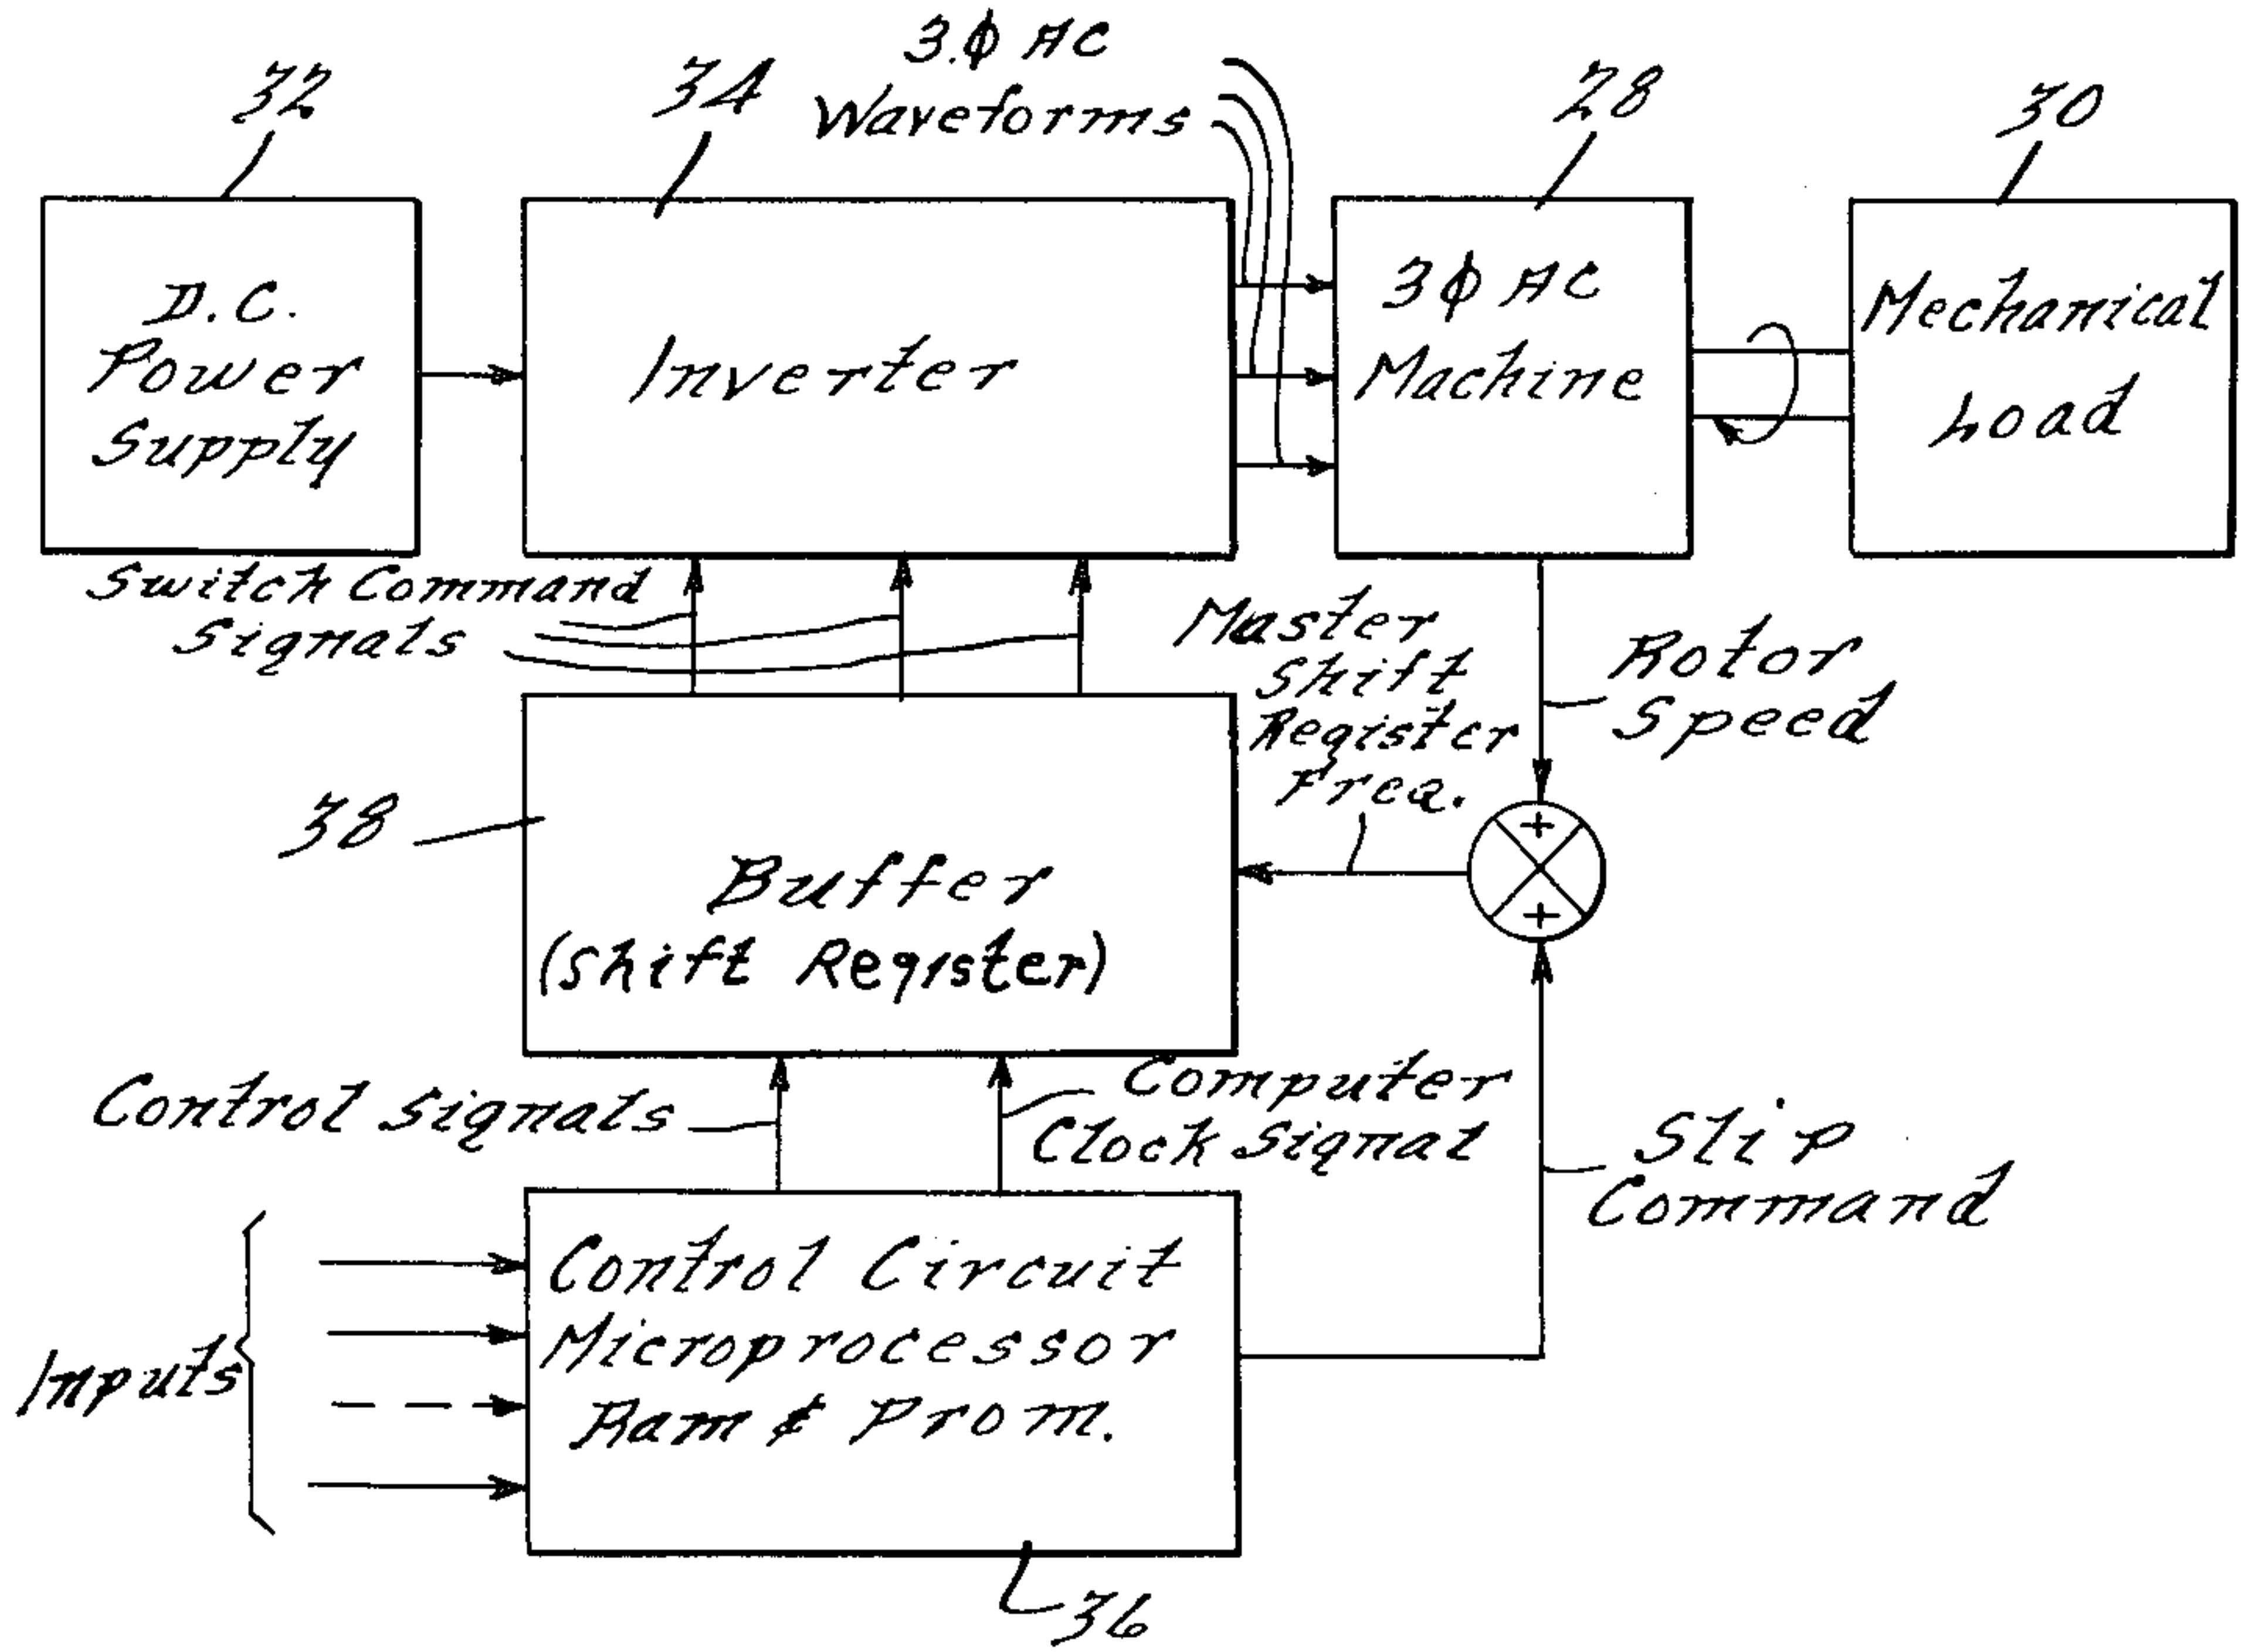 3.φ AC
Waveforms
32
34
28
30
D.C.
Power
Supply
Inverter
3φ AC
Machine
Mechanical
Load
Switch Command
Signals
Master
Shift
Register
Freq.
Rotor
Speed
38
+
+
Buffer
(Shift Register)
Control Signals
Computer
Clock Signal
Slip
Command
Inputs
Control Circuit
Microprocessor
Ram & Prom.
36